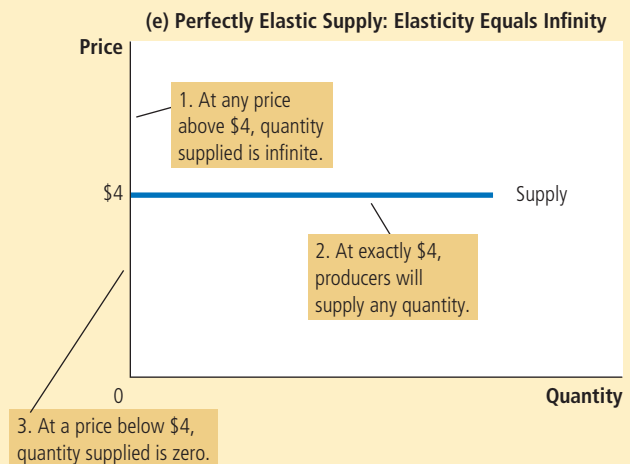 (e) Perfectly Elastic Supply: Elasticity Equals Infinity
Price
1. At any price
above $4, quantity
supplied is infinite.
$4
Supply
2. At exactly $4,
producers will
supply any quantity.
0
Quantity
3. At a price below $4,
quantity supplied is zero.